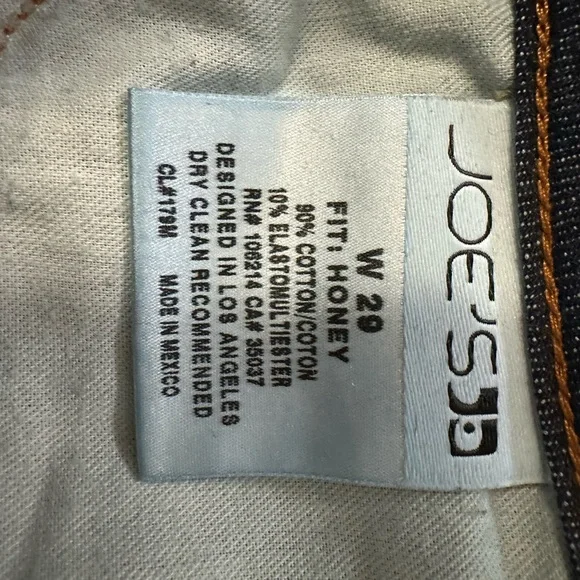 JOE'S
W 29
FIT: HONEY
90% COTTON/COTON
10% ELASTOMULTIESTER
RN# 106214 CA# 35037
DESIGNED IN LOS ANGELES
DRY CLEAN RECOMMENDED
CL#179M MADE IN MEXICO